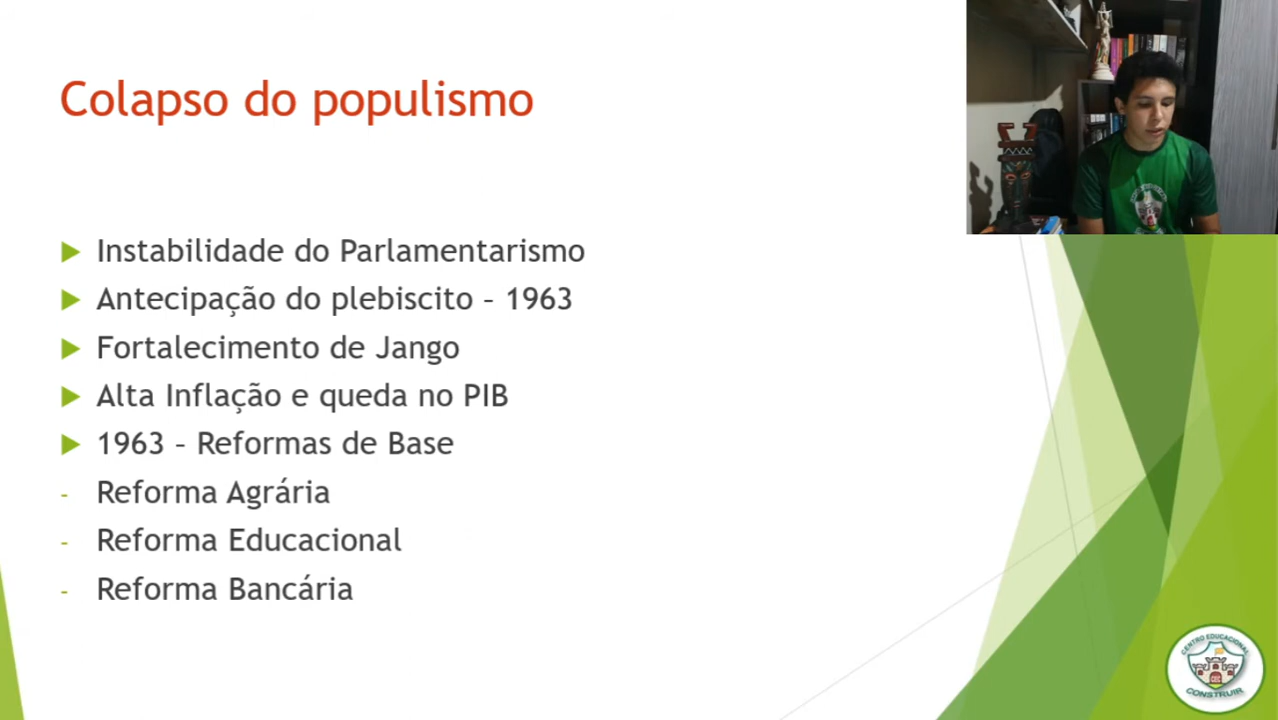 Colapso do populismo
Instabilidade do Parlamentarismo
Antecipação do plebiscito – 1963
Fortalecimento de Jango
Alta Inflação e queda no PIB
1963 – Reformas de Base
- Reforma Agrária
- Reforma Educacional
- Reforma Bancária
CENTRO EDUCACIONAL
CEC
CONSTRUIR